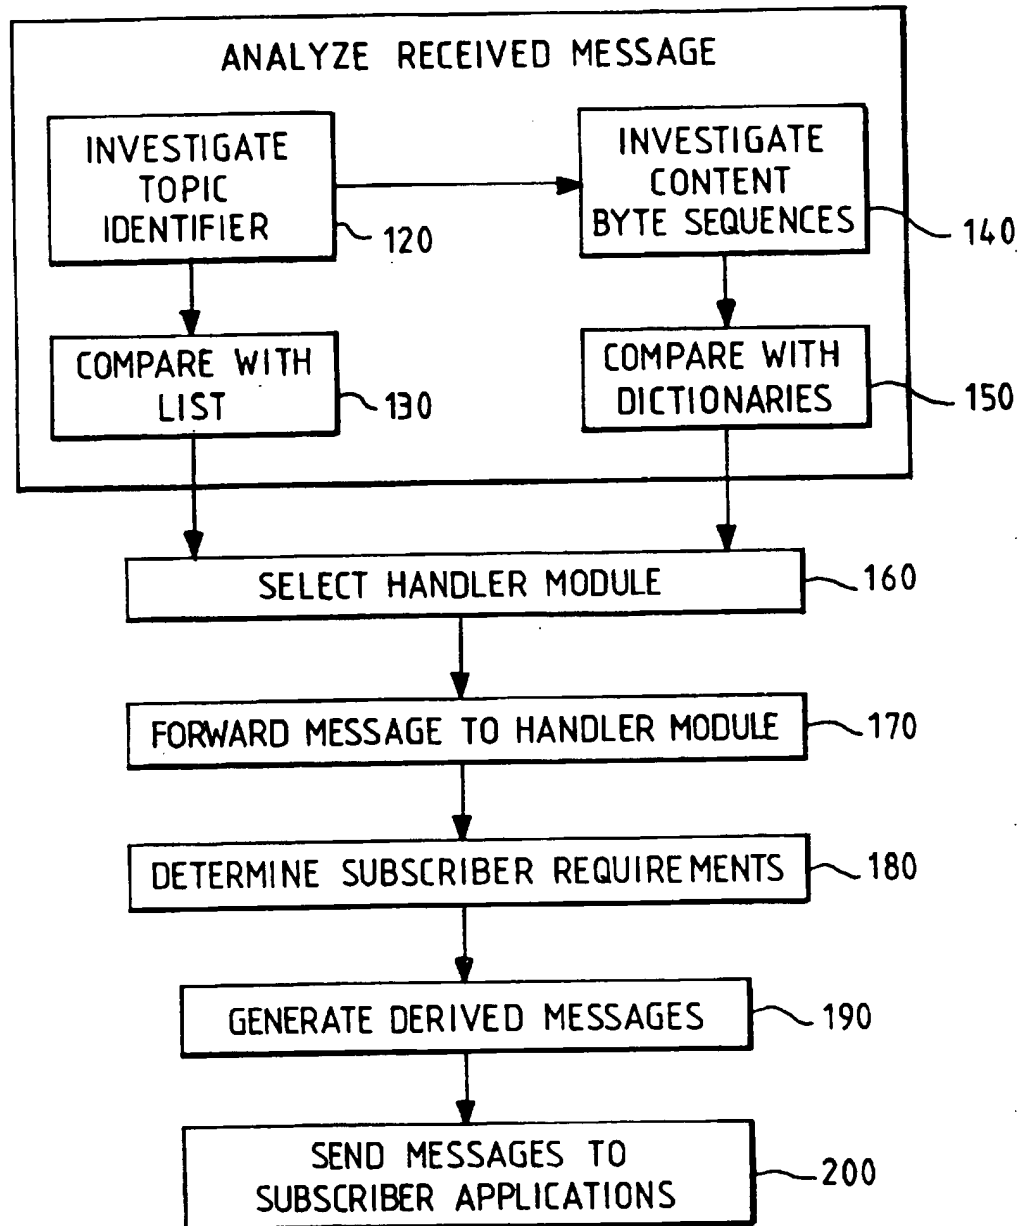 ANALYZE RECEIVED MESSAGE
INVESTIGATE
TOPIC
IDENTIFIER
120
INVESTIGATE
CONTENT
BYTE SEQUENCES
140
COMPARE WITH
LIST
130
COMPARE WITH
DICTIONARIES
150
SELECT HANDLER MODULE
160
FORWARD MESSAGE TO HANDLER MODULE
170
DETERMINE SUBSCRIBER REQUIREMENTS
180
GENERATE DERIVED MESSAGES
190
SEND MESSAGES TO
SUBSCRIBER APPLICATIONS
200